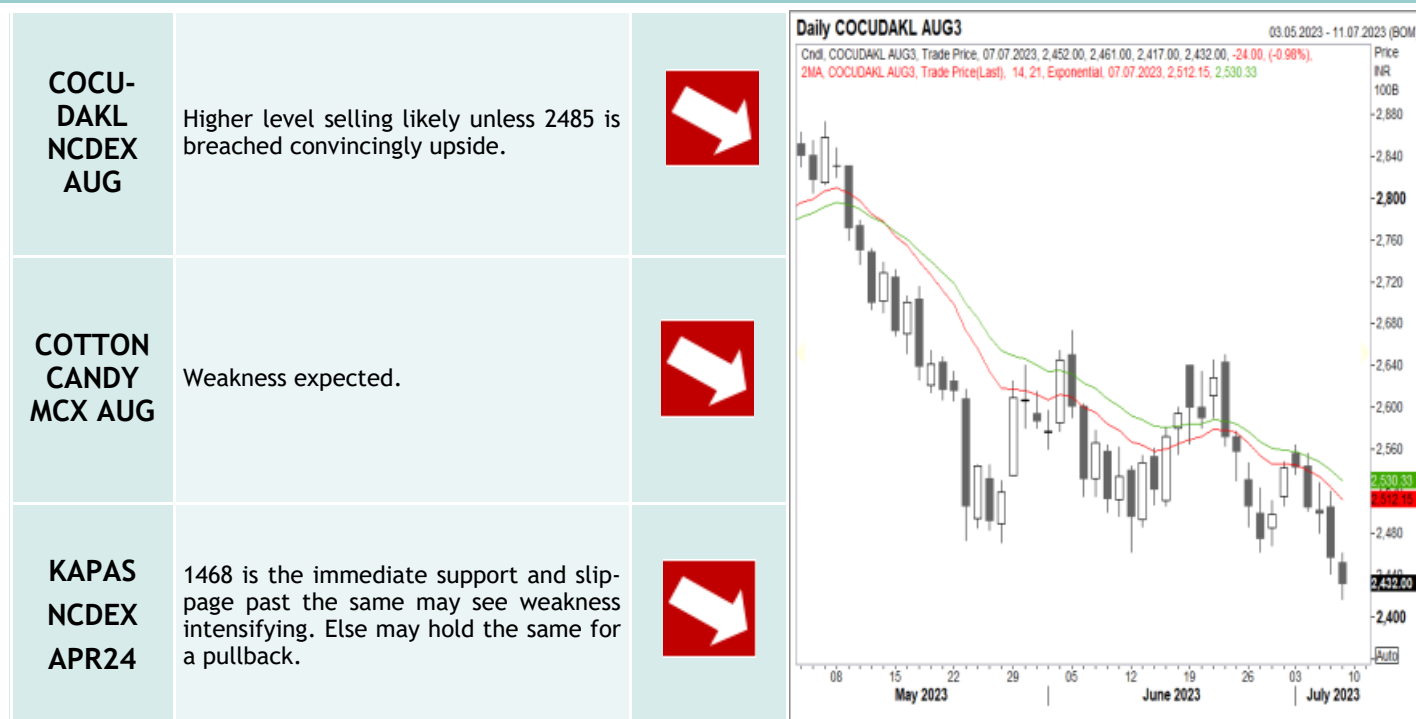 COCU-
DAKL
NCDEX
AUG
Higher level selling likely unless 2485 is
breached convincingly upside.
COTTON
CANDY
MCX AUG
Weakness expected.
KAPAS
NCDEX
APR24
1468 is the immediate support and slip-
page past the same may see weakness
intensifying. Else may hold the same for
a pullback.
Daily COCUDAKL AUG3
03.05.2023 - 11.07.2023 (BOM)
Cndl, COCUDAKL AUG3, Trade Price, 07.07.2023, 2,452.00, 2,461.00, 2,417.00, 2,432.00, -24.00, (-0.98%),
2MA, COCUDAKL AUG3, Trade Price(Last), 14, 21, Exponential, 07.07.2023, 2,512.15, 2,530.33
Price
INR
100B
2,880
2,840
2,800
2,760
2,720
2,680
2,640
2,600
2,560
2,530.33
2,512.15
2,480
2,432.00
2,400
Auto
08 15 22 29 05 12 19 26 03 10
May 2023 June 2023 July 2023